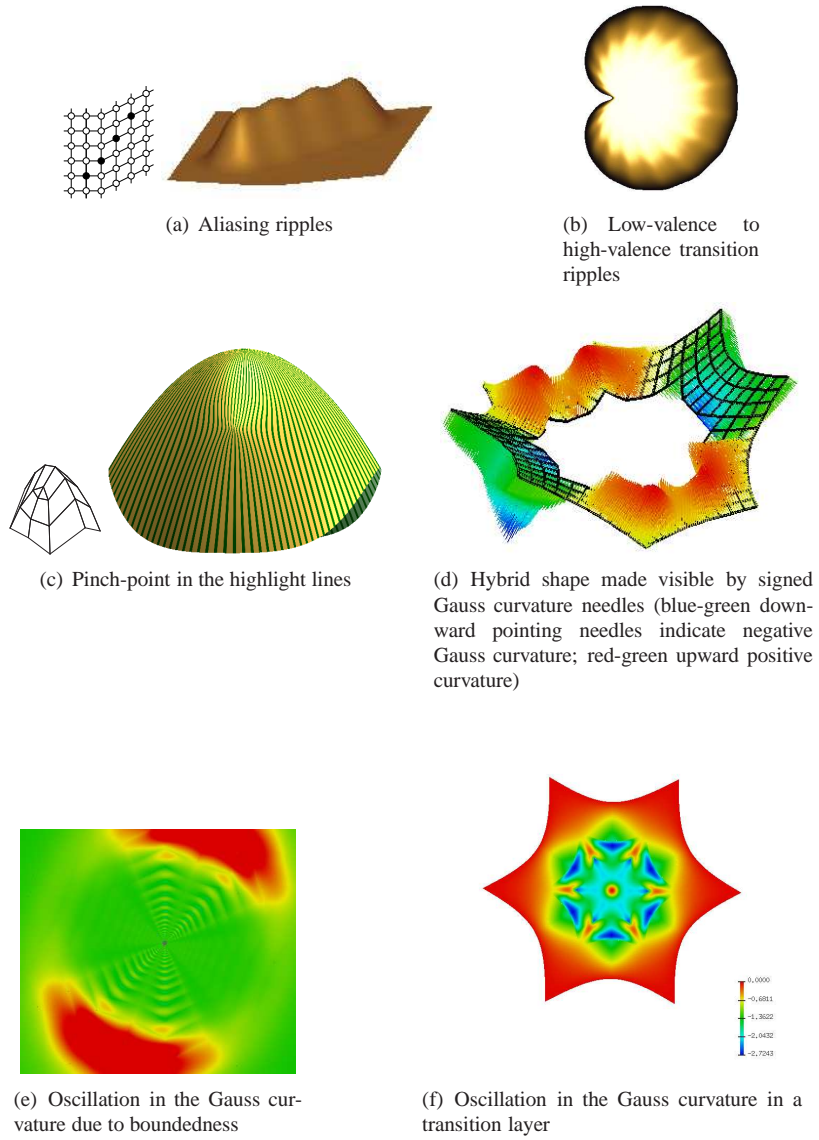 (a) Aliasing ripples
(b) Low-valence to
high-valence transition
ripples
(c) Pinch-point in the highlight lines
(d) Hybrid shape made visible by signed
Gauss curvature needles (blue-green down-
ward pointing needles indicate negative
Gauss curvature; red-green upward positive
curvature)
0.0000
-0.6811
-1.3622
-2.0432
-2.7243
(e) Oscillation in the Gauss cur-
vature due to boundedness
(f) Oscillation in the Gauss curvature in a
transition layer